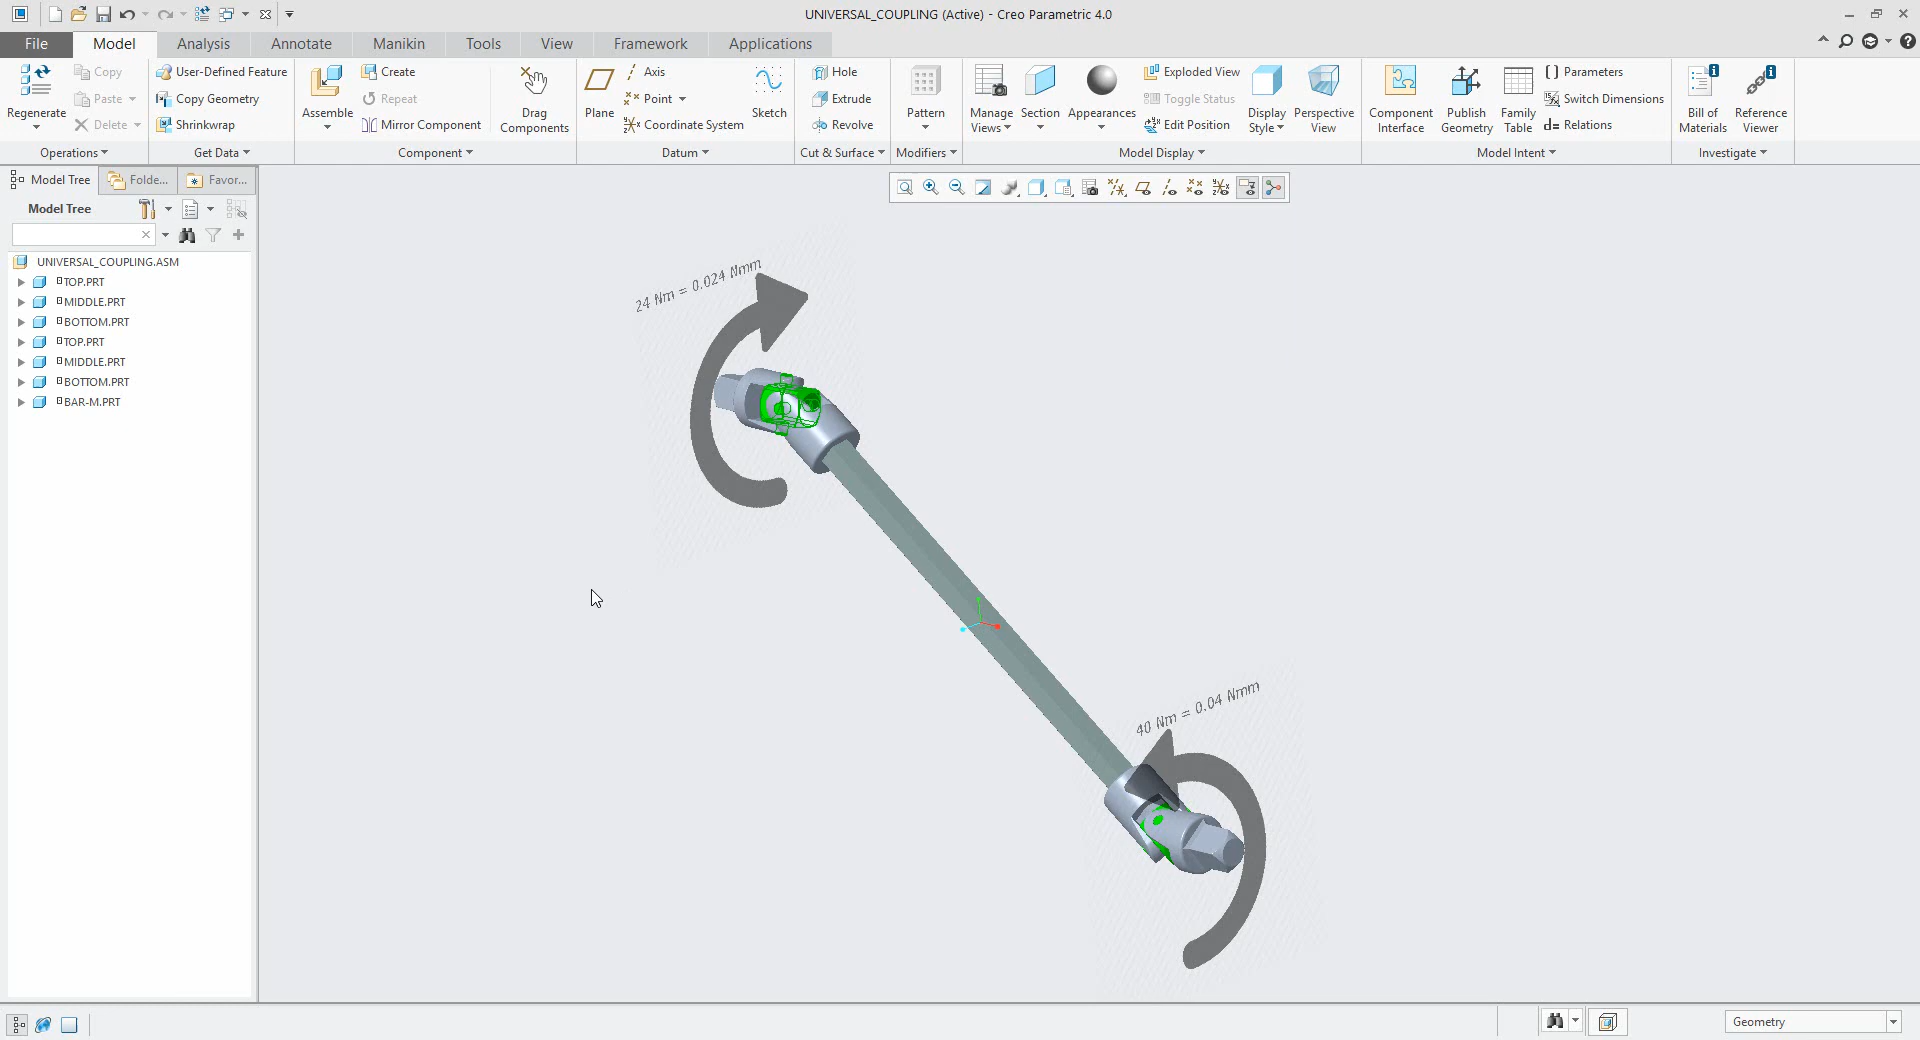 UNIVERSAL_COUPLING (Active) - Creo Parametric 4.0
File Model Analysis Annotate Manikin Tools View Framework Applications
Regenerate
Copy
Paste
Delete
Operations
User-Defined Feature
Copy Geometry
Shrinkwrap
Get Data
Assemble
Create
Repeat
Mirror Component
Drag
Components
Component
Plane
Axis
Point
Coordinate System
Sketch
Datum
Hole
Extrude
Revolve
Cut & Surface
Pattern
Modifiers
Manage
Views
Section
Appearances
Exploded View
Toggle Status
Edit Position
Display
Style
Perspective
View
Model Display
Component
Interface
Publish
Geometry
Family
Table
Parameters
Switch Dimensions
d= Relations
Model Intent
Bill of
Materials
Reference
Viewer
Investigate
Model Tree Folde... Favor...
Model Tree
UNIVERSAL_COUPLING.ASM
TOP.PRT
MIDDLE.PRT
BOTTOM.PRT
TOP.PRT
MIDDLE.PRT
BOTTOM.PRT
BAR-M.PRT
24 Nm = 0.024 Nmm
40 Nm = 0.04 Nmm
Geometry